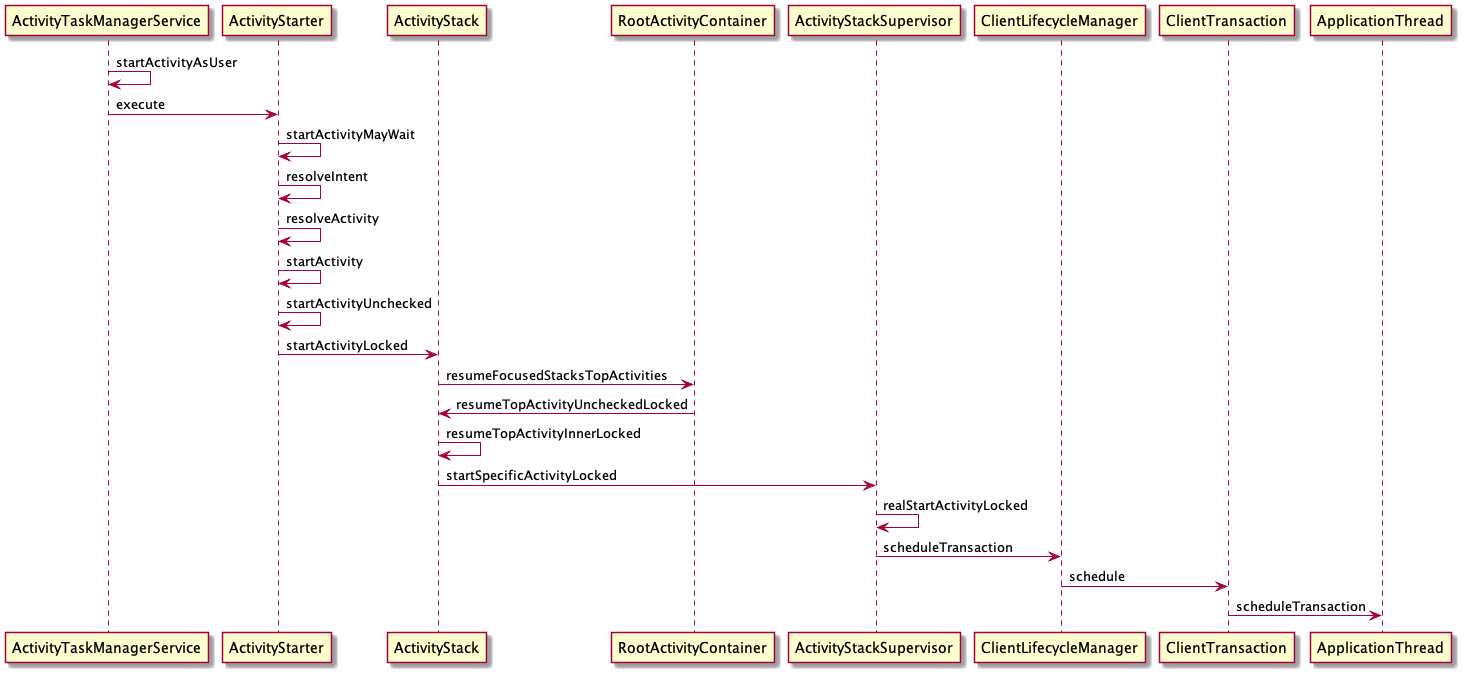 ActivityTaskManagerService ActivityStarter ActivityStack RootActivityContainer ActivityStackSupervisor ClientLifecycleManager ClientTransaction ApplicationThread
startActivityAsUser
execute
startActivityMayWait
resolveIntent
resolveActivity
startActivity
startActivityUnchecked
startActivityLocked
resumeFocusedStacksTopActivities
resumeTopActivityUncheckedLocked
resumeTopActivityInnerLocked
startSpecificActivityLocked
realStartActivityLocked
scheduleTransaction
schedule
scheduleTransaction
ActivityTaskManagerService ActivityStarter ActivityStack RootActivityContainer ActivityStackSupervisor ClientLifecycleManager ClientTransaction ApplicationThread